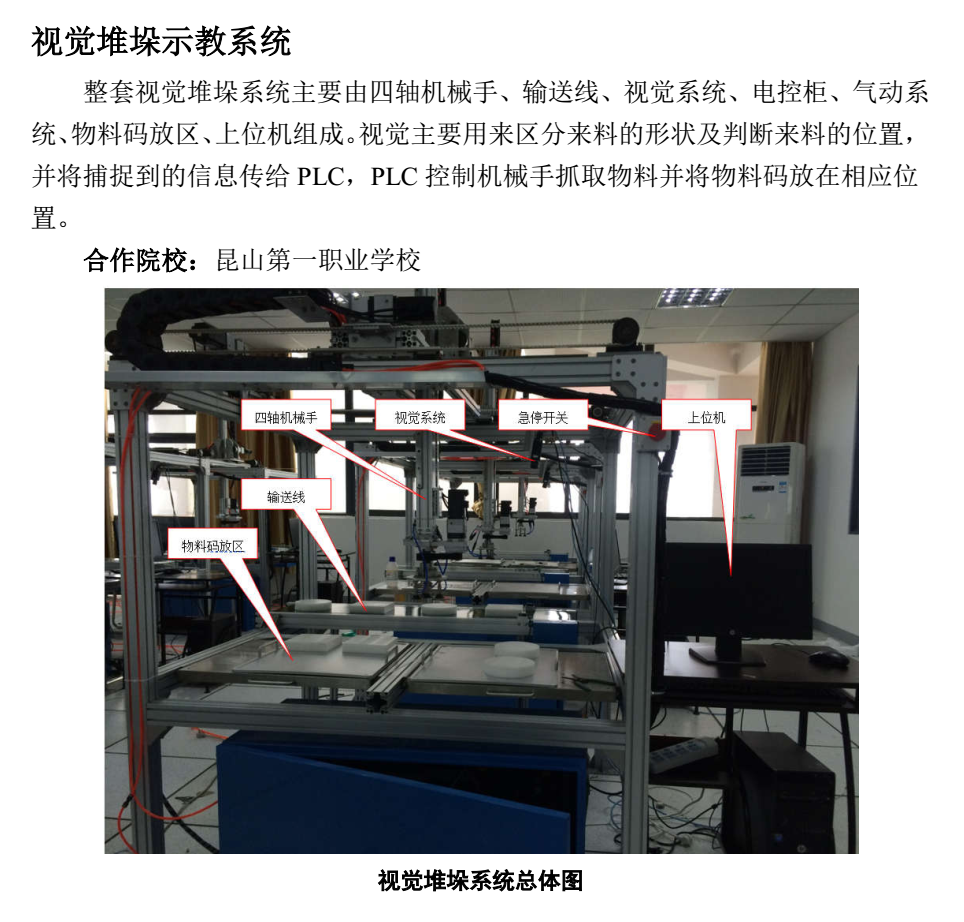 视觉堆垛示教系统
整套视觉堆垛系统主要由四轴机械手、输送线、视觉系统、电控柜、气动系
统、物料码放区、上位机组成。视觉主要用来区分来料的形状及判断来料的位置，
并将捕捉到的信息传给 PLC，PLC 控制机械手抓取物料并将物料码放在相应位
置。
合作院校：昆山第一职业学校
四轴机械手
视觉系统
急停开关
上位机
输送线
物料码放区
视觉堆垛系统总体图